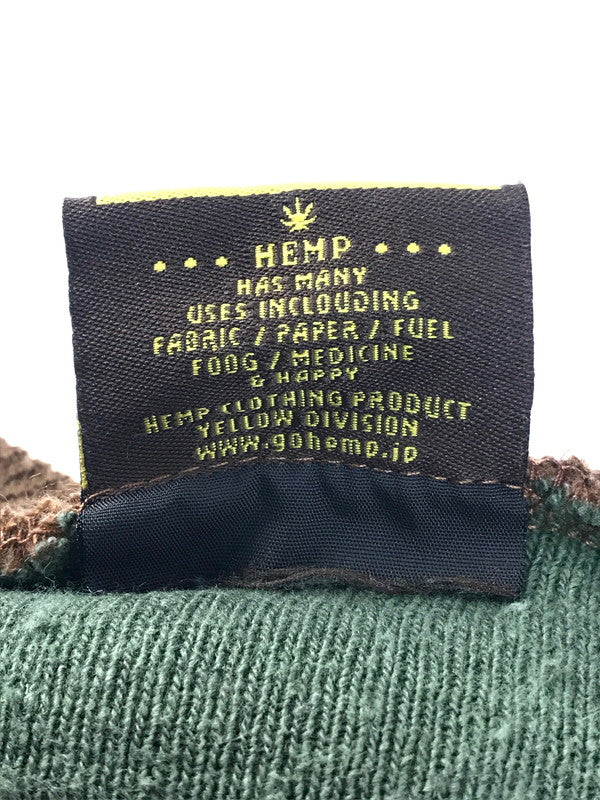 ••• HEMP •••
HAS MANY
USES INCLOUDING
FABRIC / PAPER / FUEL
FOOG / MEDICINE
& HAPPY
HEMP CLOTHING PRODUCT
YELLOW DIVISION
www.gohemp.jp